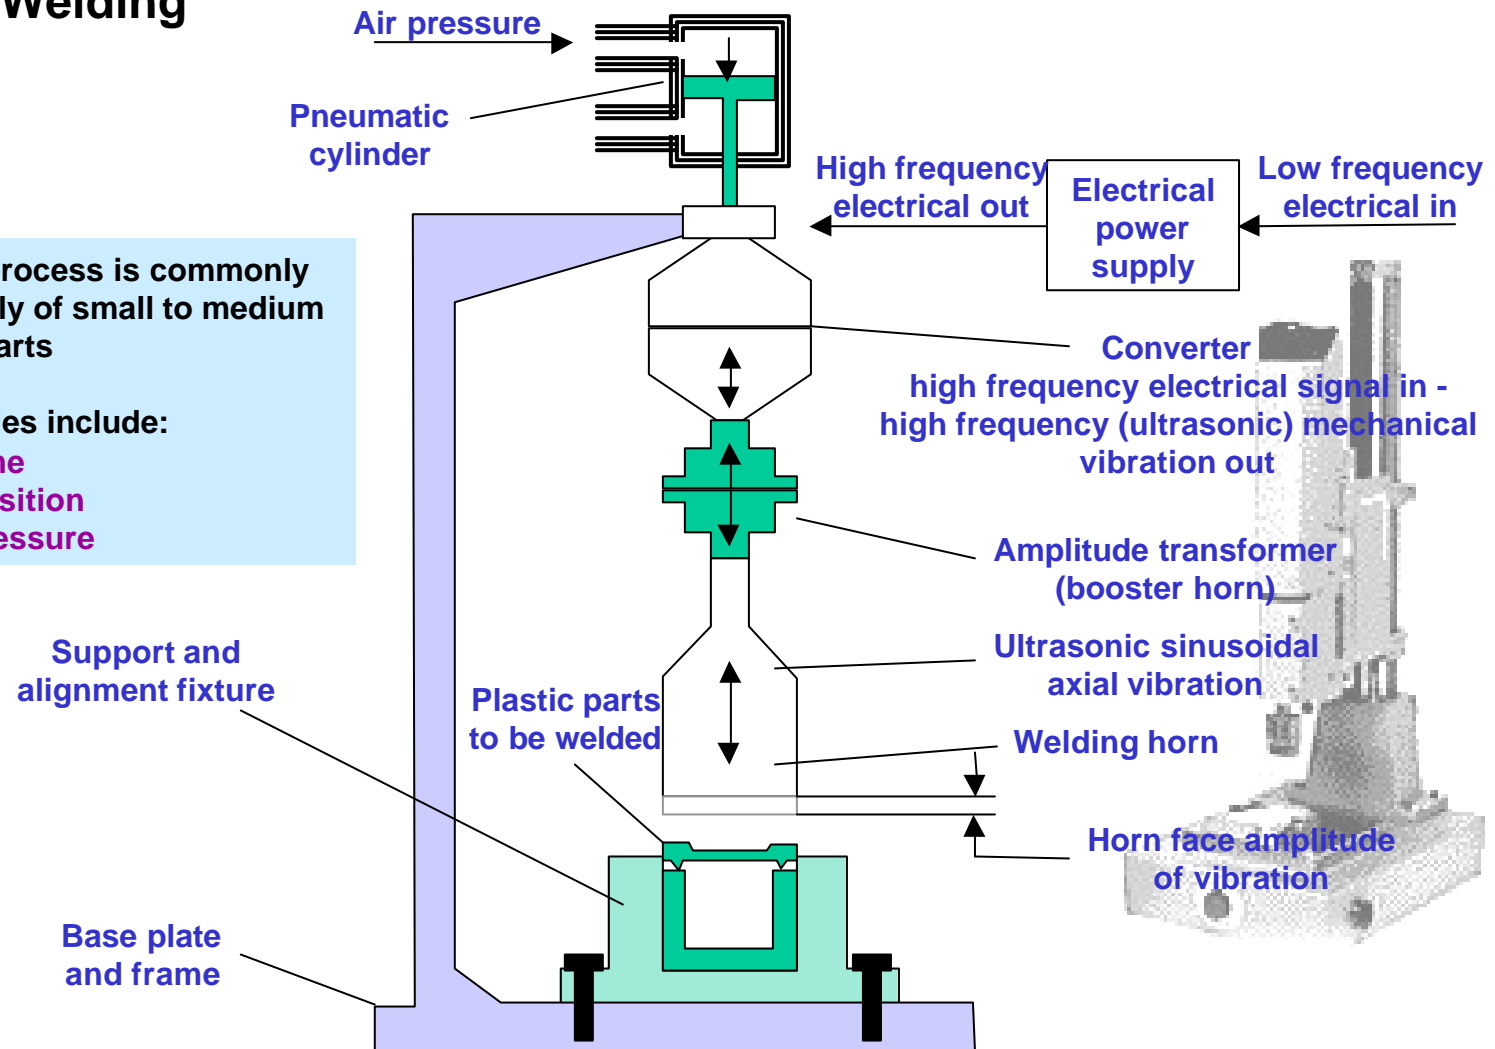 Welding
Air pressure
Pneumatic
cylinder
High frequency
electrical out
Electrical
power
supply
Low frequency
electrical in
rocess is commonly
ly of small to medium
arts
es include:
ne
sition
essure
Converter
high frequency electrical signal in -
high frequency (ultrasonic) mechanical
vibration out
Amplitude transformer
(booster horn)
Support and
alignment fixture
Ultrasonic sinusoidal
axial vibration
Plastic parts
to be welded
Welding horn
Horn face amplitude
of vibration
Base plate
and frame